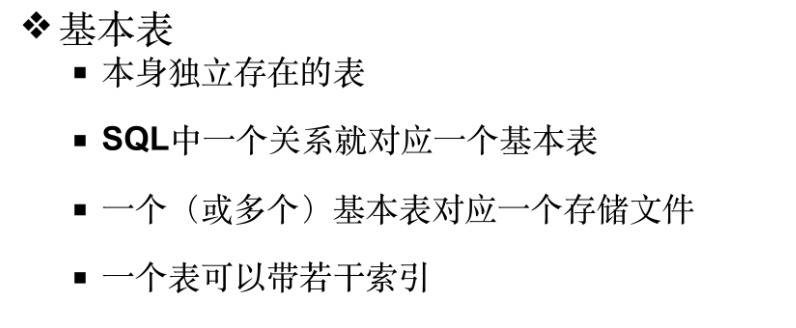 ❖ 基本表
▪ 本身独立存在的表
▪ SQL中一个关系就对应一个基本表
▪ 一个（或多个）基本表对应一个存储文件
▪ 一个表可以带若干索引